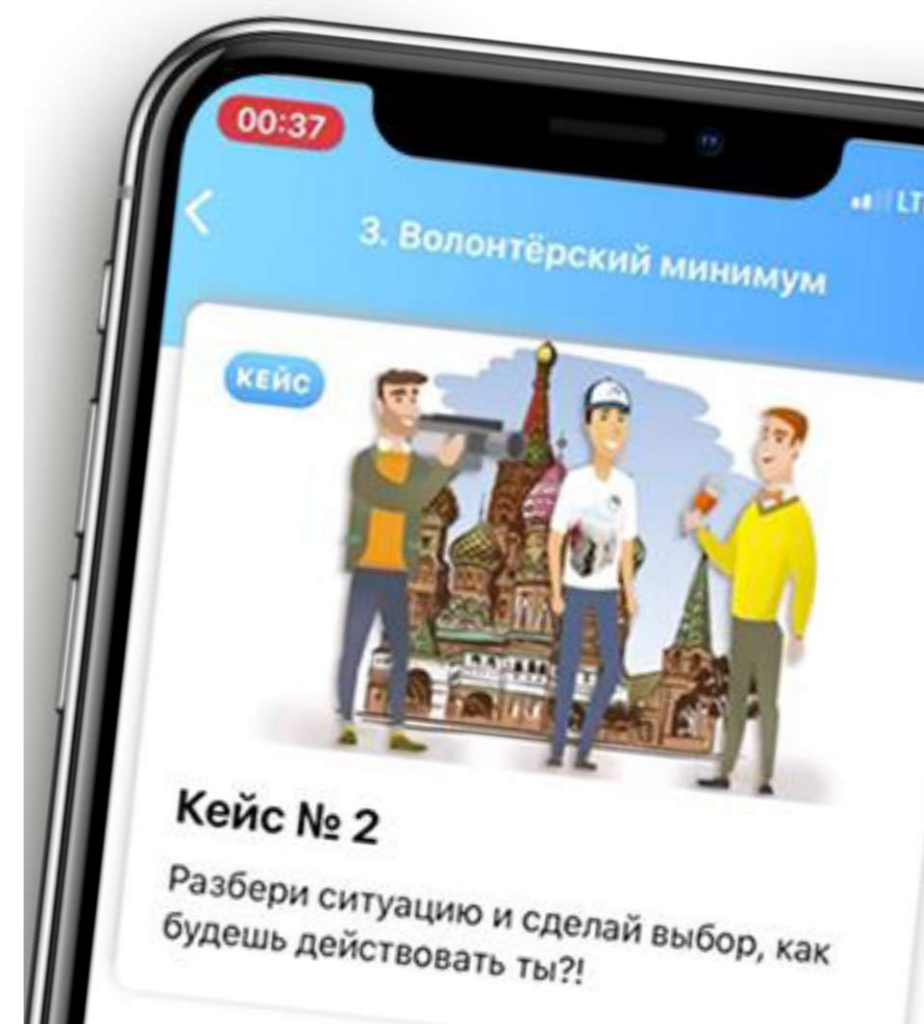 00:37
LT
3. Волонтёрский минимум
КЕЙС
Кейс № 2
Разбери ситуацию и сделай выбор, как
будешь действовать ты?!